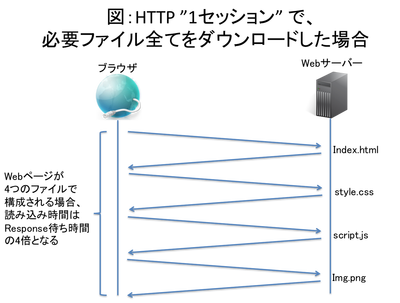 図：HTTP ”1セッション” で、
必要ファイル全てをダウンロードした場合
ブラウザ
Webサーバー
Index.html
style.css
script.js
Img.png
Webページが
4つのファイルで
構成される場合、
読み込み時間は
Response待ち時間
の4倍となる